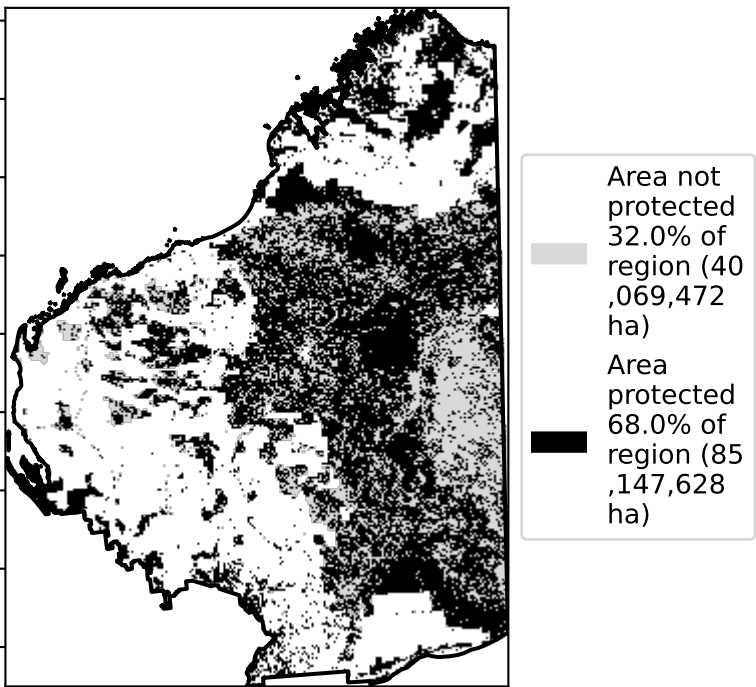 Area not
protected
32.0% of
region (40
,069,472
ha)
Area
protected
68.0% of
region (85
,147,628
ha)